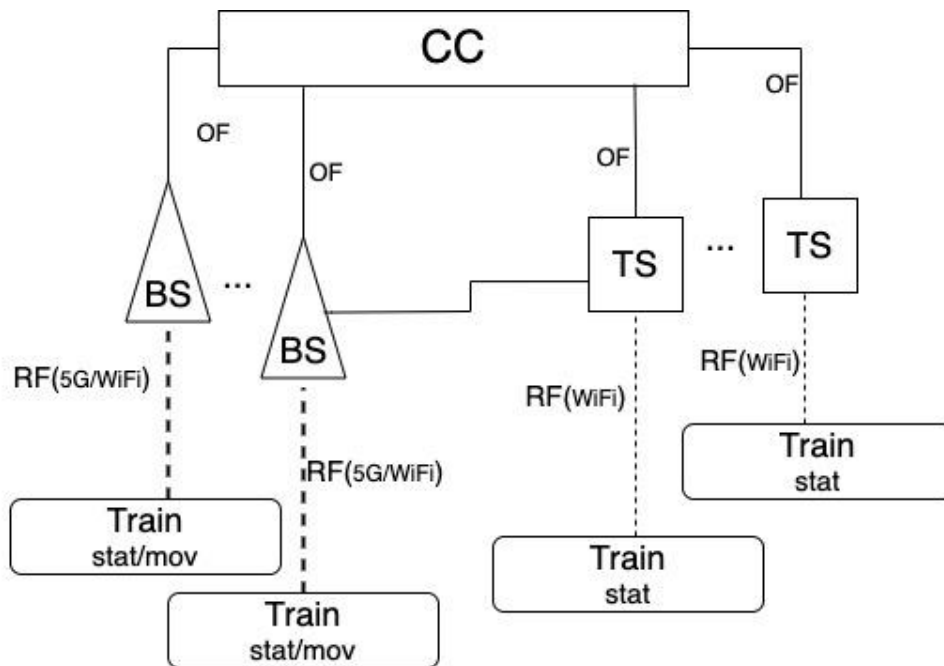 CC
OF
OF
OF
OF
BS
...
BS
TS
...
TS
RF(5G/WiFi)
RF(5G/WiFi)
RF(WiFi)
RF(WiFi)
Train
stat/mov
Train
stat/mov
Train
stat
Train
stat